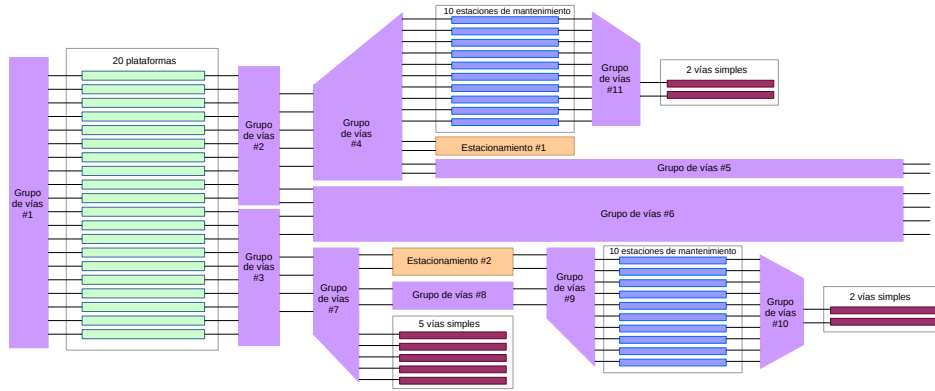 10 estaciones de mantenimiento
20 plataformas
Grupo
de vías
#1
Grupo
de vías
#2
Grupo
de vías
#3
Grupo
de vías
#4
Grupo
de vías
#11
2 vías simples
Estacionamiento #1
Grupo de vías #5
Grupo de vías #6
Grupo
de vías
#7
Estacionamiento #2
Grupo de vías #8
5 vías simples
Grupo
de vías
#9
10 estaciones de mantenimiento
Grupo
de vías
#10
2 vías simples